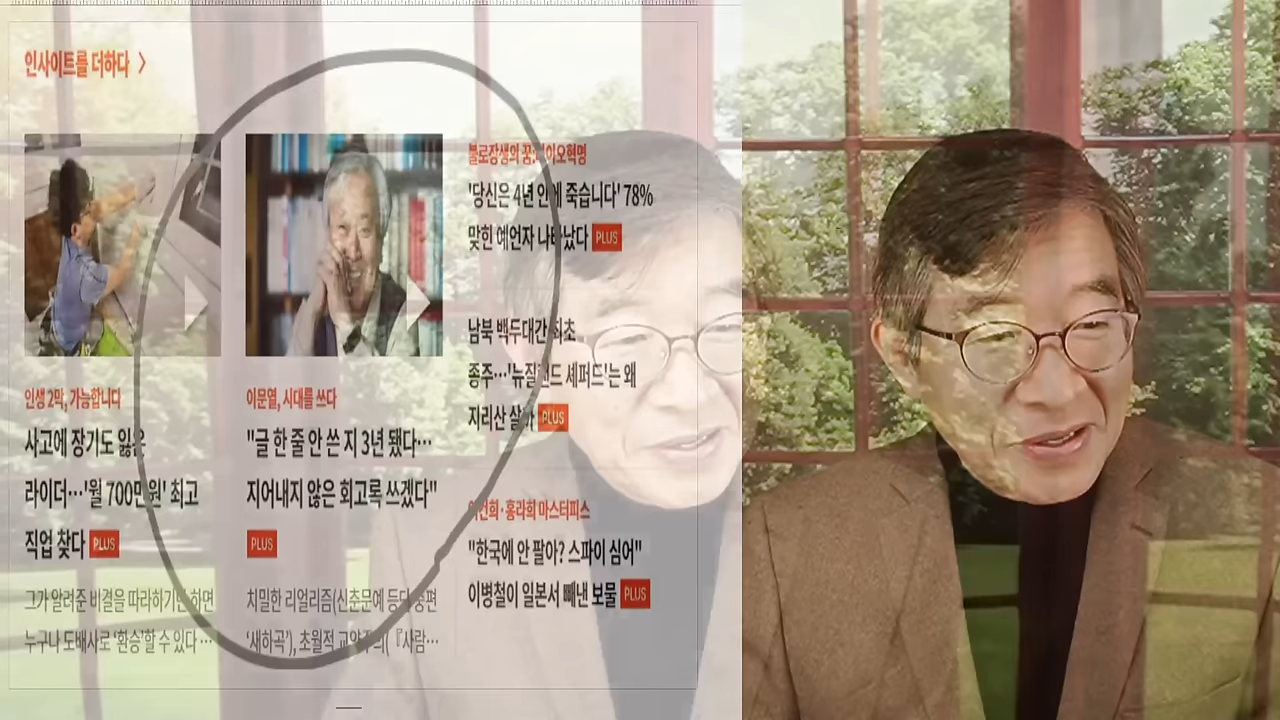 인사이트를 더하다 >
인생 2막, 가능합니다
사고에 장기도 잃은
라이더…'월 700만원' 최고
직업 찾다 PLUS
그가 알려준 비결을 따라하기만 하면
누구나 도배사로 '환승'할 수 있다 …
이문열, 시대를 쓰다
"글 한 줄 안 쓴 지 3년 됐다…
지어내지 않은 회고록 쓰겠다"
PLUS
치밀한 리얼리즘(신춘문예 등단 중편
'새하곡'), 초월적 교양주의(『사람…
불로장생의 꿈: 바이오혁명
'당신은 4년 안에 죽습니다' 78%
맞힌 예언자 나타났다 PLUS
남북 백두대간 최초
종주…'뉴질랜드 셰퍼드'는 왜
지리산 살까 PLUS
이건희·홍라희 마스터피스
"한국에 안 팔아? 스파이 심어"
이병철이 일본서 빼낸 보물 PLUS